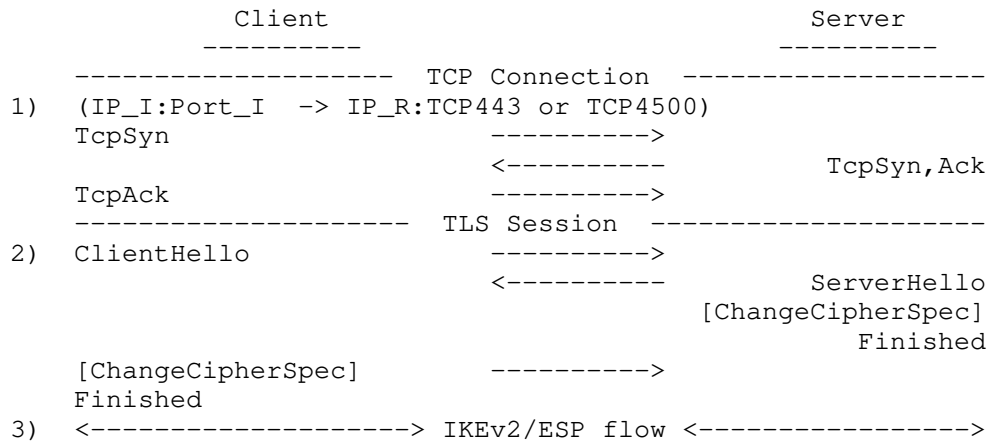 Client                              Server
----------                          ----------
-------------------- TCP Connection -------------------
1) (IP_I:Port_I -> IP_R:TCP443 or TCP4500)
TcpSyn ---------->
<---------- TcpSyn,Ack
TcpAck ---------->
--------------------- TLS Session ---------------------
2) ClientHello ---------->
<---------- ServerHello
[ChangeCipherSpec]
Finished
[ChangeCipherSpec] ---------->
Finished
3) <--------------------> IKEv2/ESP flow <----------------->